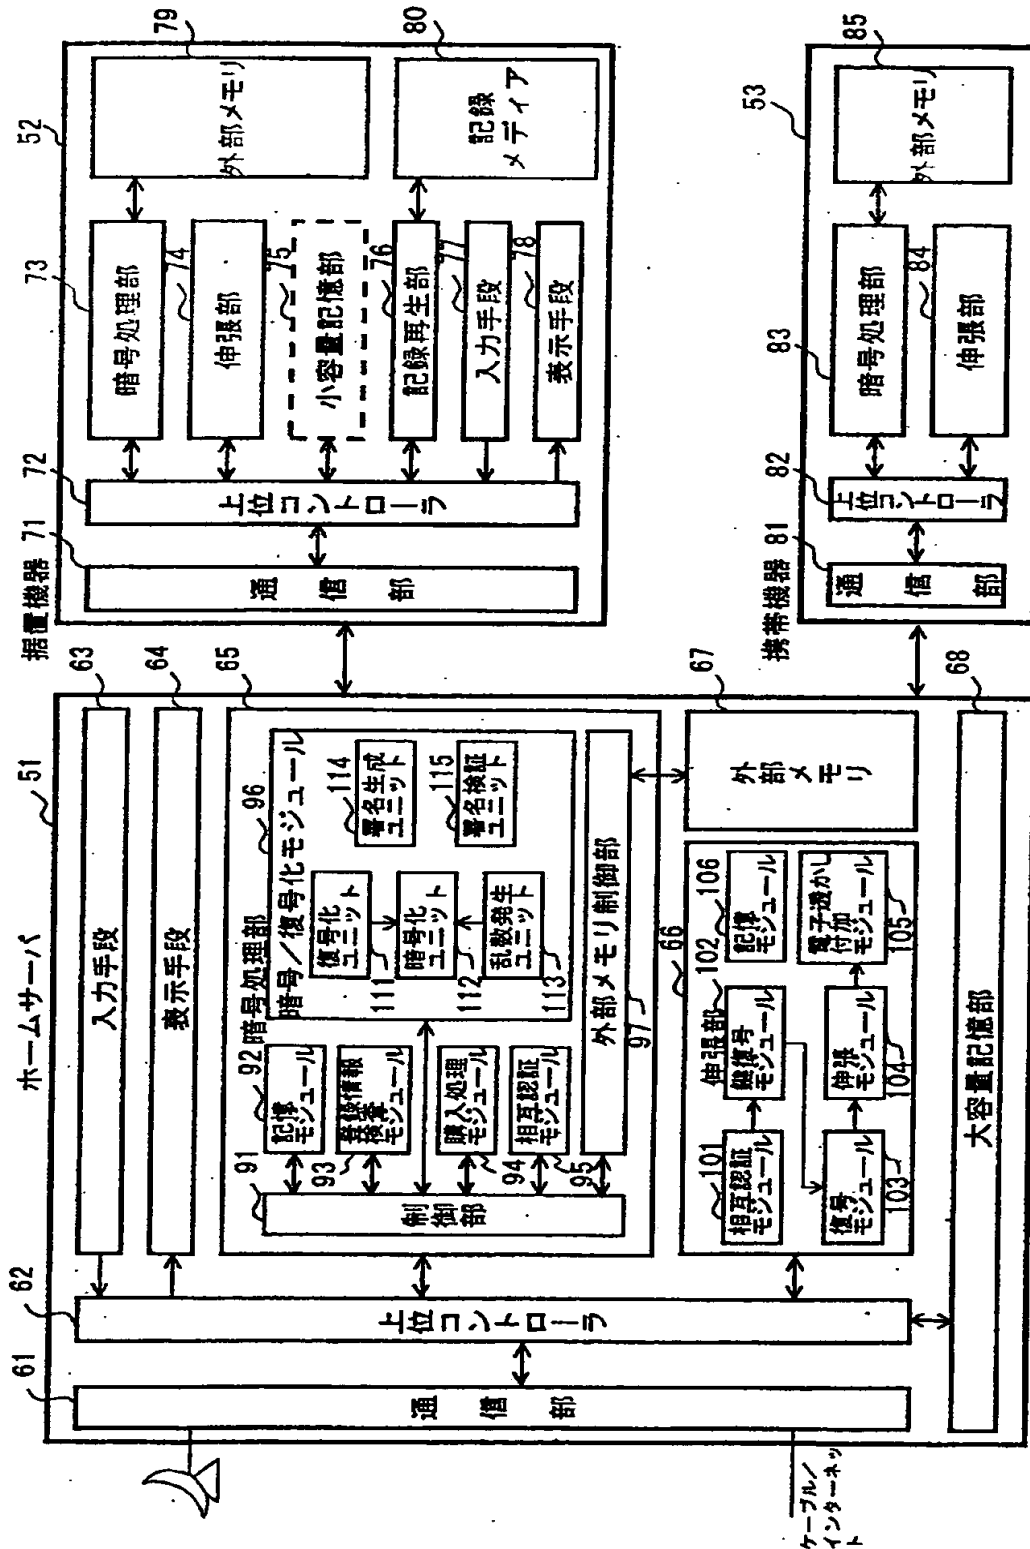 ホームサーバ
51
61
通信部
62
上位コントローラ
入力手段
63
表示手段
64
65
暗号処理部
91
制御部
92
記憶
モジュール
93
登録情報
検査
モジュール
94
購入処理
モジュール
95
相互認証
モジュール
96
暗号/復号化モジュール
復号化
ユニット
111
暗号化
ユニット
112
乱数発生
ユニット
113
114
署名生成
ユニット
115
署名検証
ユニット
外部メモリ制御部
97
66
伸張部
101
相互認証
モジュール
102
鍵復号
モジュール
103
復号
モジュール
104
伸張
モジュール
105
電子透かし
付加
モジュール
106
記憶
モジュール
67
外部メモリ
68
大容量記憶部
ケーブル/
インターネッ
ト
据置機器
52
71
通信部
72
上位コントローラ
73
暗号処理部
74
伸張部
75
小容量記憶部
76
記録再生部
77
入力手段
78
表示手段
79
外部メモリ
80
記録
メディア
携帯機器
53
81
通信部
82
上位コントローラ
83
暗号処理部
84
伸張部
85
外部メモリ